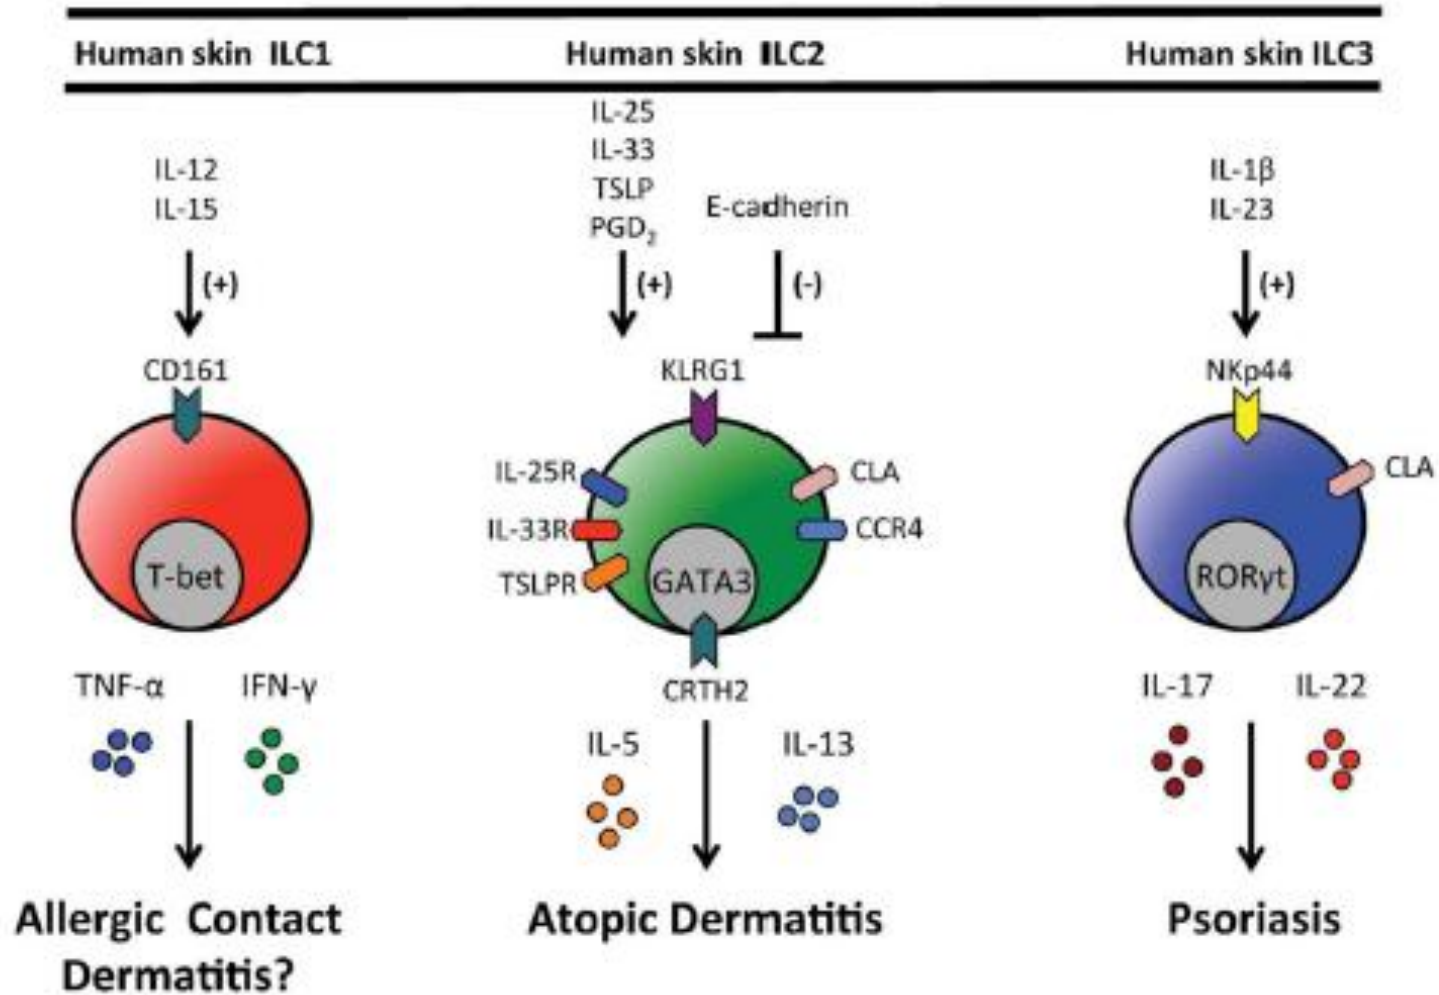 Human skin ILC1
Human skin ILC2
Human skin ILC3
IL-12
IL-15
(+)
CD161
T-bet
TNF-α
IFN-γ
Allergic Contact
Dermatitis?
IL-25
IL-33
TSLP
PGD₂
E-cadherin
(+)
(-)
KLRG1
IL-25R
IL-33R
TSLPR
CLA
CCR4
GATA3
CRTH2
IL-5
IL-13
Atopic Dermatitis
IL-1β
IL-23
(+)
NKp44
CLA
RORγt
IL-17
IL-22
Psoriasis